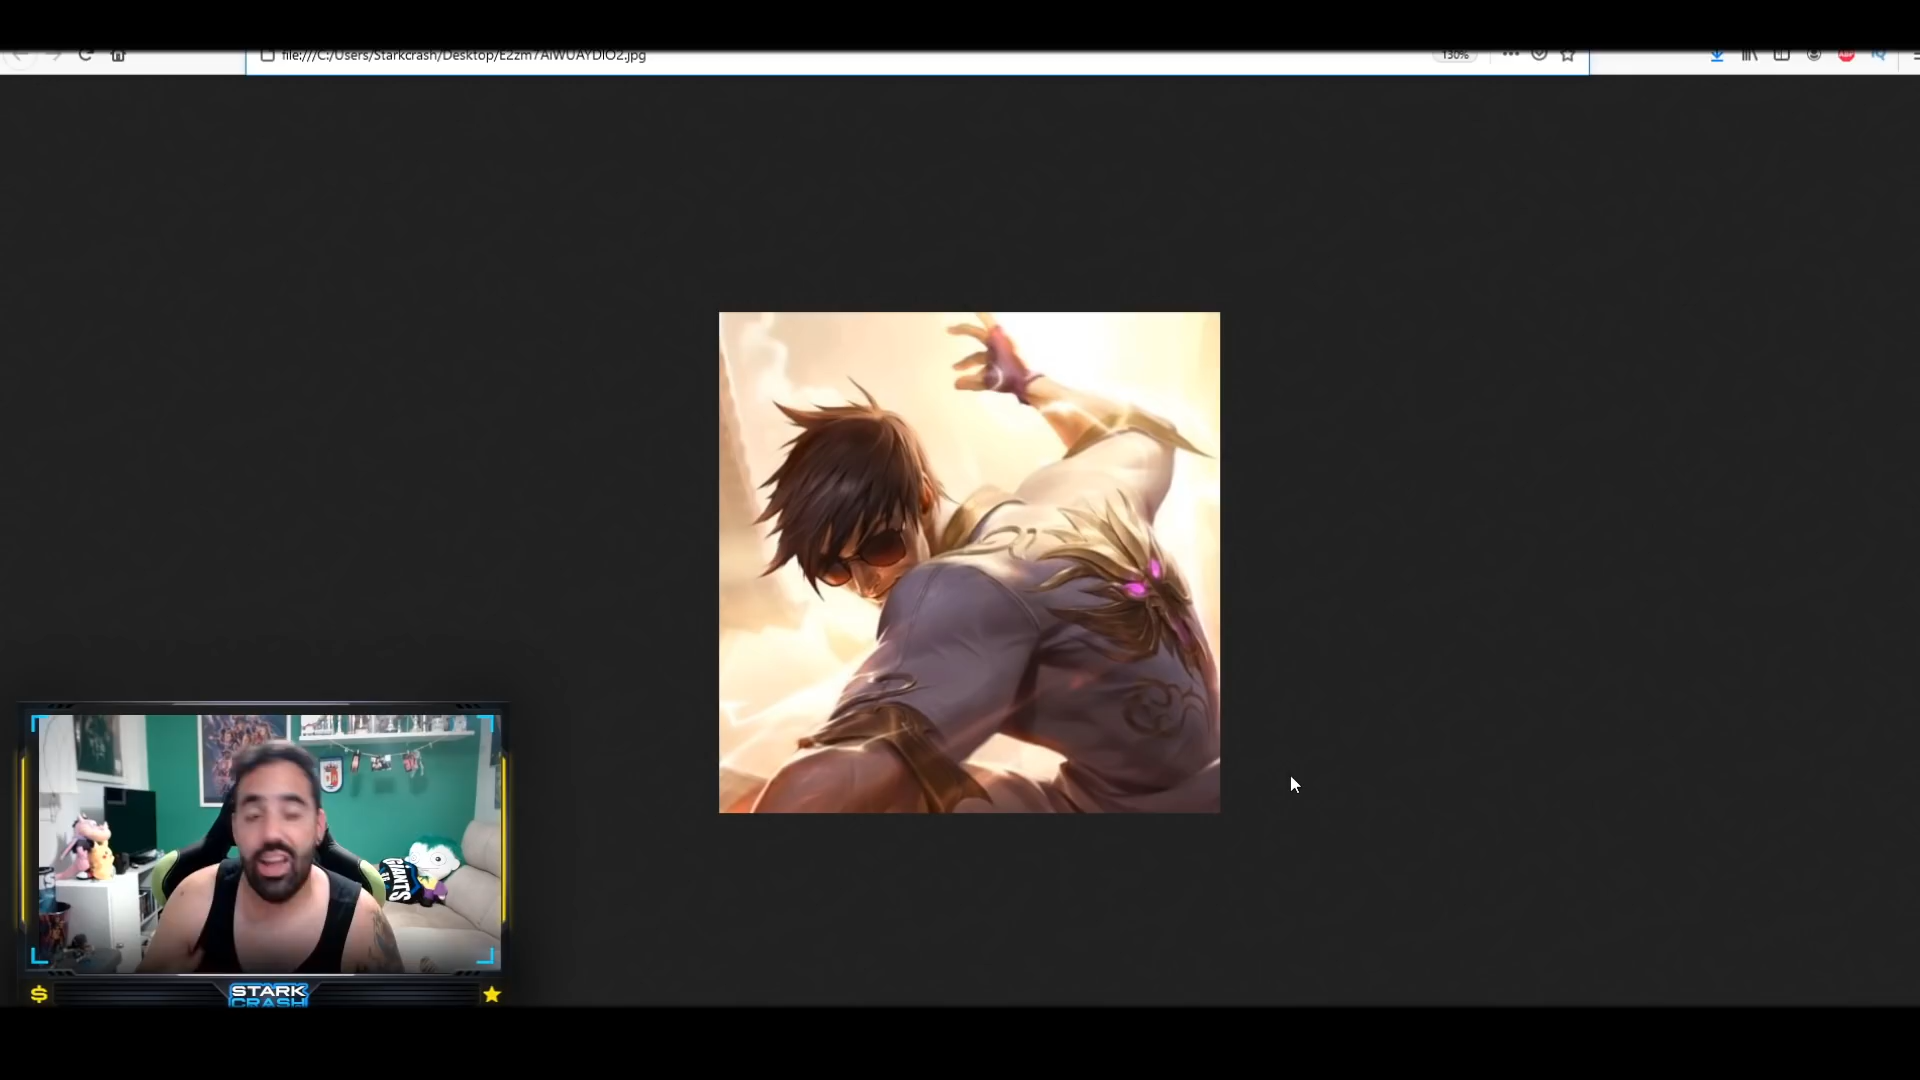 file:///C:/Users/Starkcrash/Desktop/E2zm7AiWUAYDIO2.jpg
130%
GIANTS
STARK
CRASH